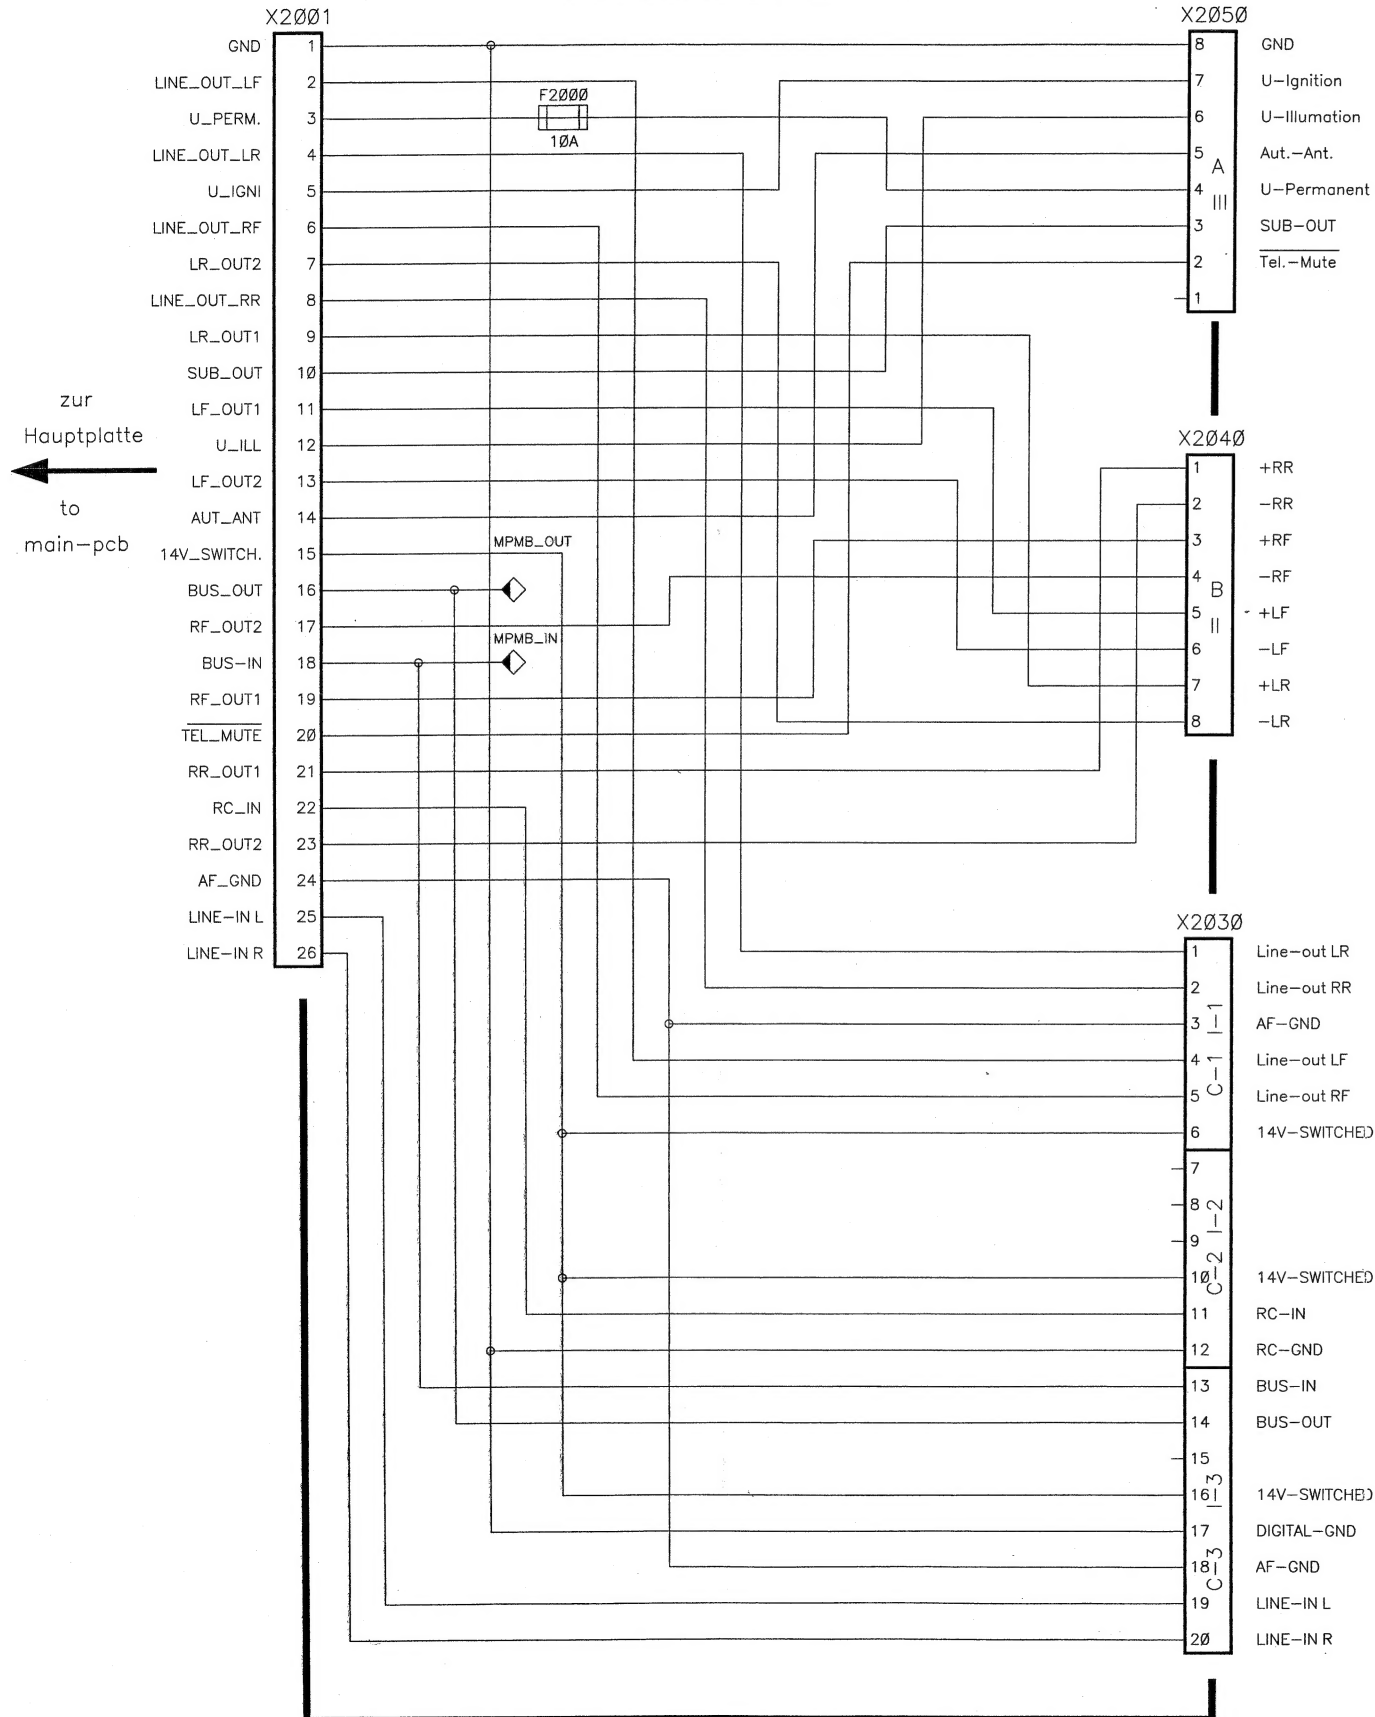 X2001
GND 1
LINE_OUT_LF 2
U_PERM. 3
LINE_OUT_LR 4
U_IGNI 5
LINE_OUT_RF 6
LR_OUT2 7
LINE_OUT_RR 8
LR_OUT1 9
SUB_OUT 10
LF_OUT1 11
U_ILL 12
LF_OUT2 13
AUT_ANT 14
14V_SWITCH. 15
BUS_OUT 16
RF_OUT2 17
BUS-IN 18
RF_OUT1 19
TEL_MUTE 20
RR_OUT1 21
RC_IN 22
RR_OUT2 23
AF_GND 24
LINE-IN L 25
LINE-IN R 26
zur
Hauptplatte
to
main-pcb
F2000
10A
MPMB_OUT
MPMB_IN
X2050
8 GND
7 U-Ignition
6 U-Illumation
5 Aut.-Ant.
4 U-Permanent
3 SUB-OUT
2 Tel.-Mute
1
A
III
X2040
1 +RR
2 -RR
3 +RF
4 -RF
5 +LF
6 -LF
7 +LR
8 -LR
B
II
X2030
1 Line-out LR
2 Line-out RR
3 AF-GND
4 Line-out LF
5 Line-out RF
6 14V-SWITCHED
7
8
9
10 14V-SWITCHED
11 RC-IN
12 RC-GND
13 BUS-IN
14 BUS-OUT
15
16 14V-SWITCHED
17 DIGITAL-GND
18 AF-GND
19 LINE-IN L
20 LINE-IN R
C-1 I-1
C-2 I-2
C-3 I-3